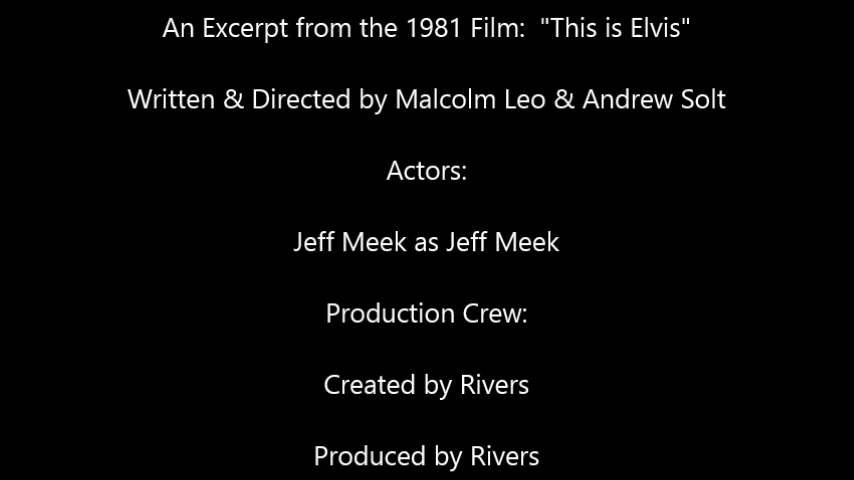 An Excerpt from the 1981 Film:  "This is Elvis"
Written & Directed by Malcolm Leo & Andrew Solt
Actors:
Jeff Meek as Jeff Meek
Production Crew:
Created by Rivers
Produced by Rivers